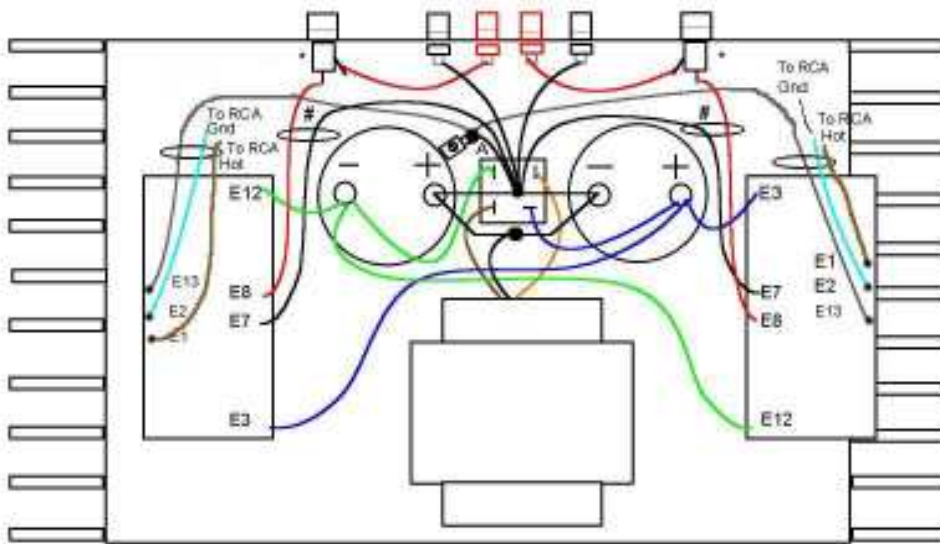 To RCA
Gnd
To RCA
Hot
#
A
#
To RCA
Gnd
To RCA
Hot
- +
- +
E12
E13
E2
E1
E8
E7
E3
E3
E1
E2
E13
E7
E8
E12